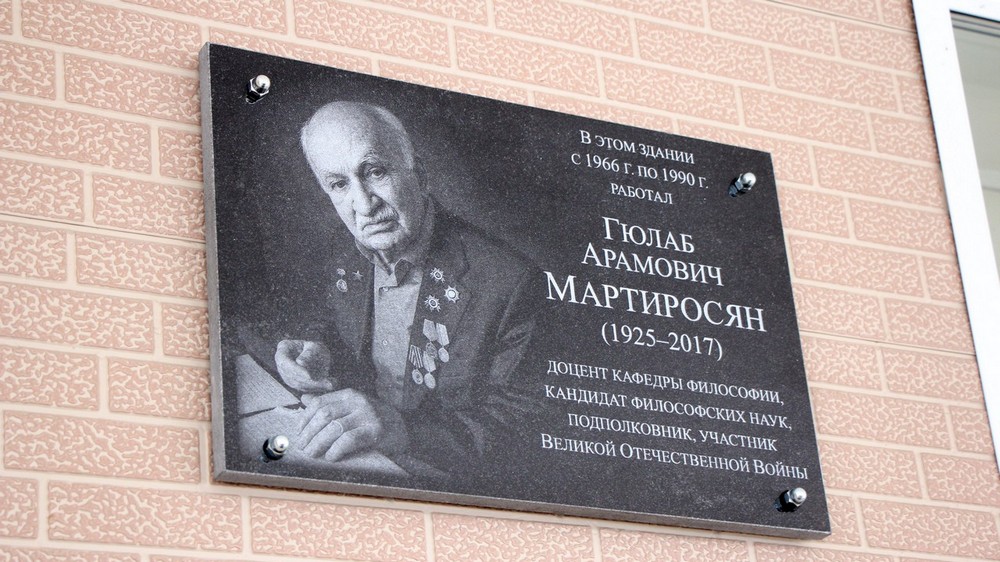 В ЭТОМ ЗДАНИИ
С 1966 Г. ПО 1990 Г.
РАБОТАЛ
ГЮЛАБ
АРАМОВИЧ
МАРТИРОСЯН
(1925–2017)
ДОЦЕНТ КАФЕДРЫ ФИЛОСОФИИ,
КАНДИДАТ ФИЛОСОФСКИХ НАУК,
ПОДПОЛКОВНИК, УЧАСТНИК
ВЕЛИКОЙ ОТЕЧЕСТВЕННОЙ ВОЙНЫ